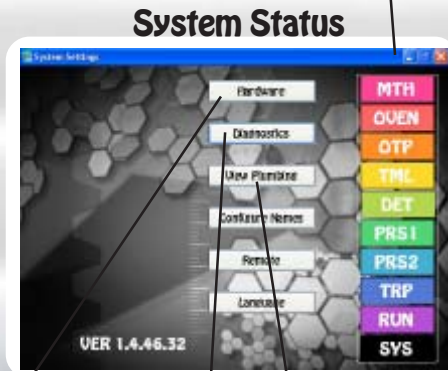 System Status
System Settings
Hardware
Diagnostics
View Plumbing
Configure Names
Remote
Language
MTH
OVEN
OTP
TML
DET
PRS1
PRS2
TRP
RUN
SYS
VER 1.4.46.32